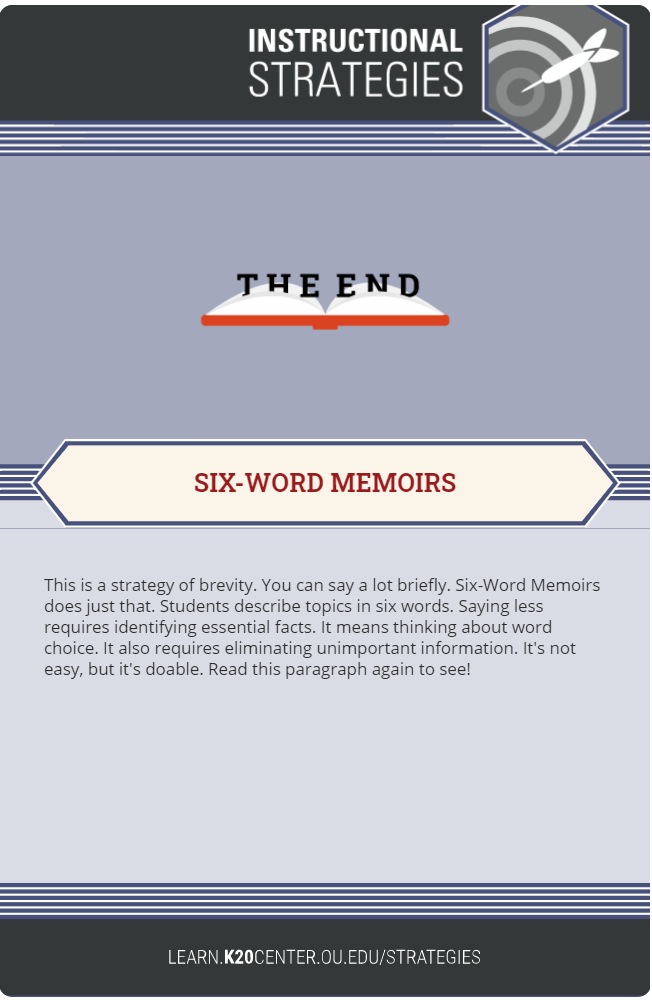 INSTRUCTIONAL
STRATEGIES
THE END
SIX-WORD MEMOIRS
This is a strategy of brevity. You can say a lot briefly. Six-Word Memoirs
does just that. Students describe topics in six words. Saying less
requires identifying essential facts. It means thinking about word
choice. It also requires eliminating unimportant information. It's not
easy, but it's doable. Read this paragraph again to see!
LEARN.K20CENTER.OU.EDU/STRATEGIES